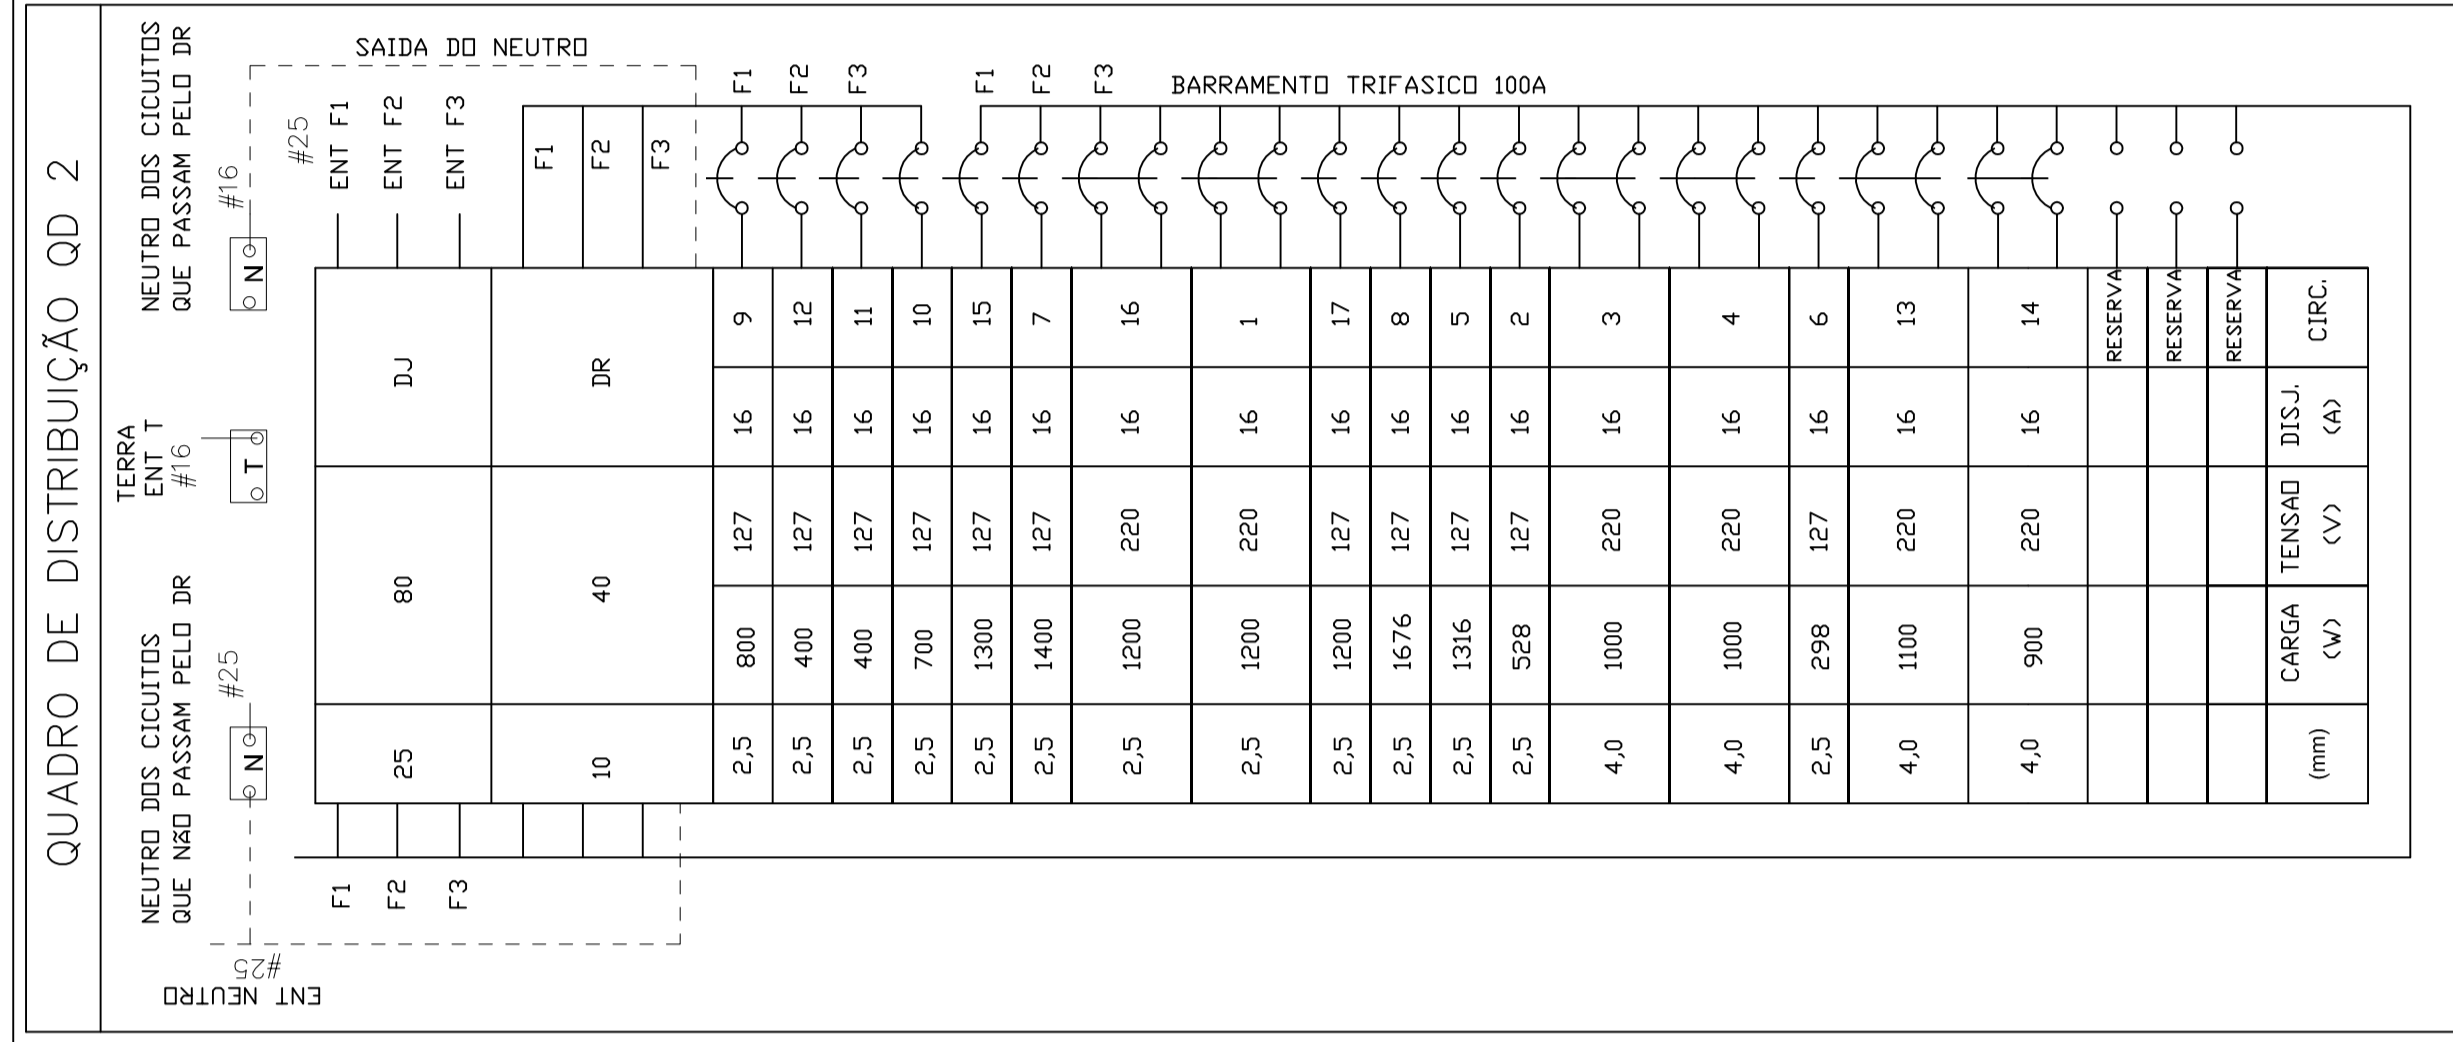 QUADRO DE DISTRIBUIÇÃO QD 2
NEUTRO DOS CICUITOS
QUE NÃO PASSAM PELO DR
#25
N
TERRA
ENT T
#16
T
NEUTRO DOS CICUITOS
QUE PASSAM PELO DR
#16
N
SAIDA DO NEUTRO
#25
ENT F1
ENT F2
ENT F3
F1
F2
F3
F1
F2
F3
F1
F2
F3
BARRAMENTO TRIFASICO 100A
F1
F2
F3
#25
ENT NEUTRO
25 80 DJ
10 40 DR
2,5 800 127 16 9
2,5 400 127 16 12
2,5 400 127 16 11
2,5 700 127 16 10
2,5 1300 127 16 15
2,5 1400 127 16 7
2,5 1200 220 16 16
2,5 1200 220 16 1
2,5 1200 127 16 17
2,5 1676 127 16 8
2,5 1316 127 16 5
2,5 528 127 16 2
4,0 1000 220 16 3
4,0 1000 220 16 4
2,5 298 127 16 6
4,0 1100 220 16 13
4,0 900 220 16 14
RESERVA
RESERVA
RESERVA
(mm) CARGA (W) TENSAO (V) DISJ. (A) CIRC.